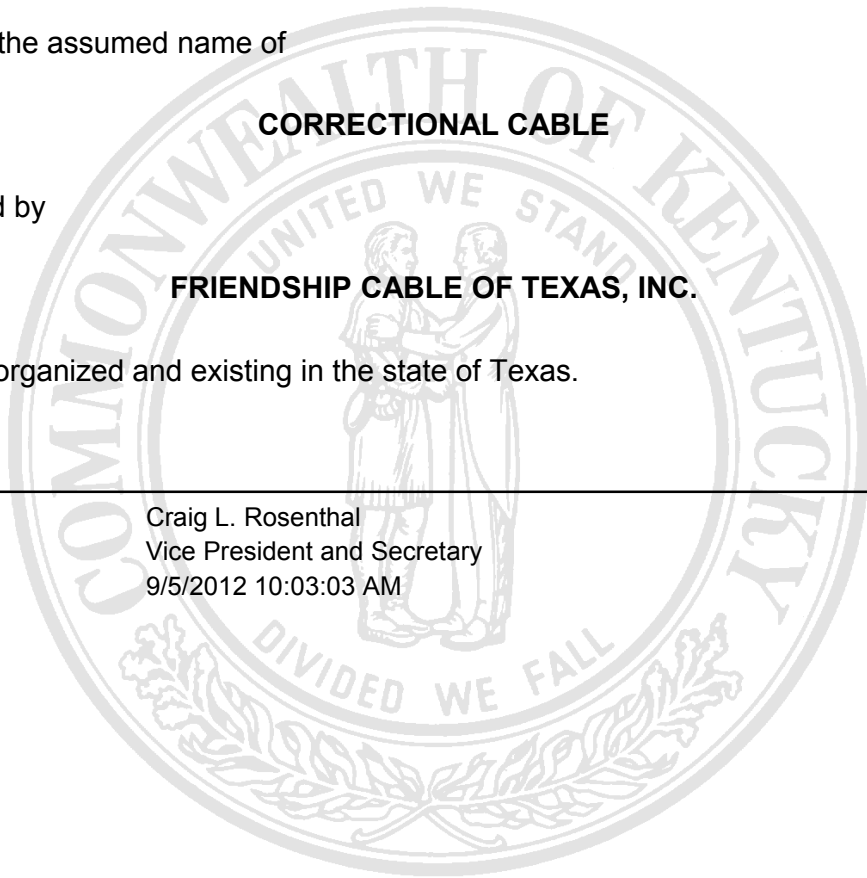 the assumed name of
CORRECTIONAL CABLE
d by
FRIENDSHIP CABLE OF TEXAS, INC.
organized and existing in the state of Texas.
Craig L. Rosenthal
Vice President and Secretary
9/5/2012 10:03:03 AM
COMMONWEALTH OF KENTUCKY
UNITED WE STAND
DIVIDED WE FALL